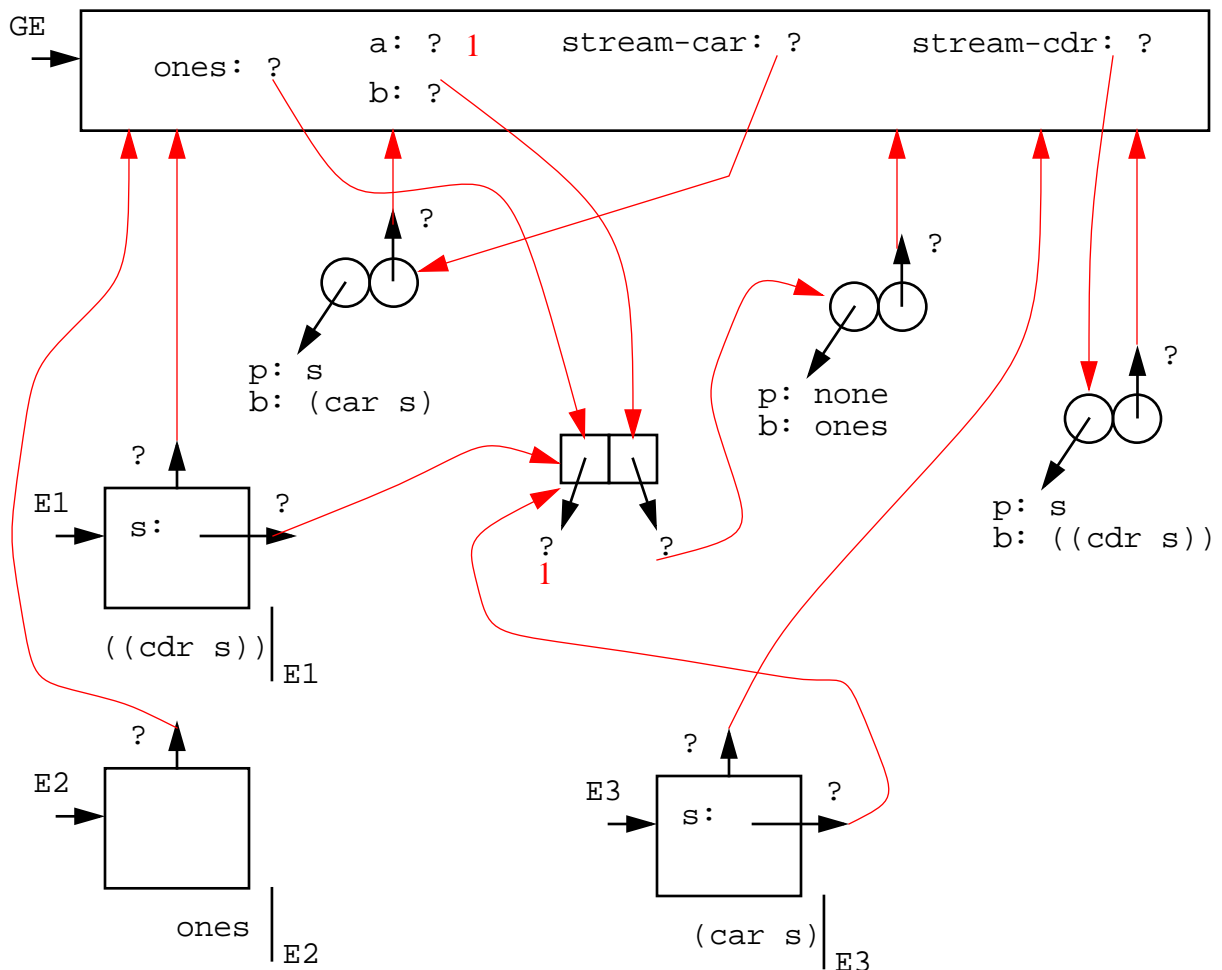 GE
a: ? 1
stream-car: ?
stream-cdr: ?
ones: ?
b: ?
?
?
?
p: s
b: (car s)
p: none
b: ones
p: s
b: ((cdr s))
?
E1
s:
?
?
1
?
((cdr s))
E1
?
E2
ones
E2
?
E3
s:
?
(car s)
E3